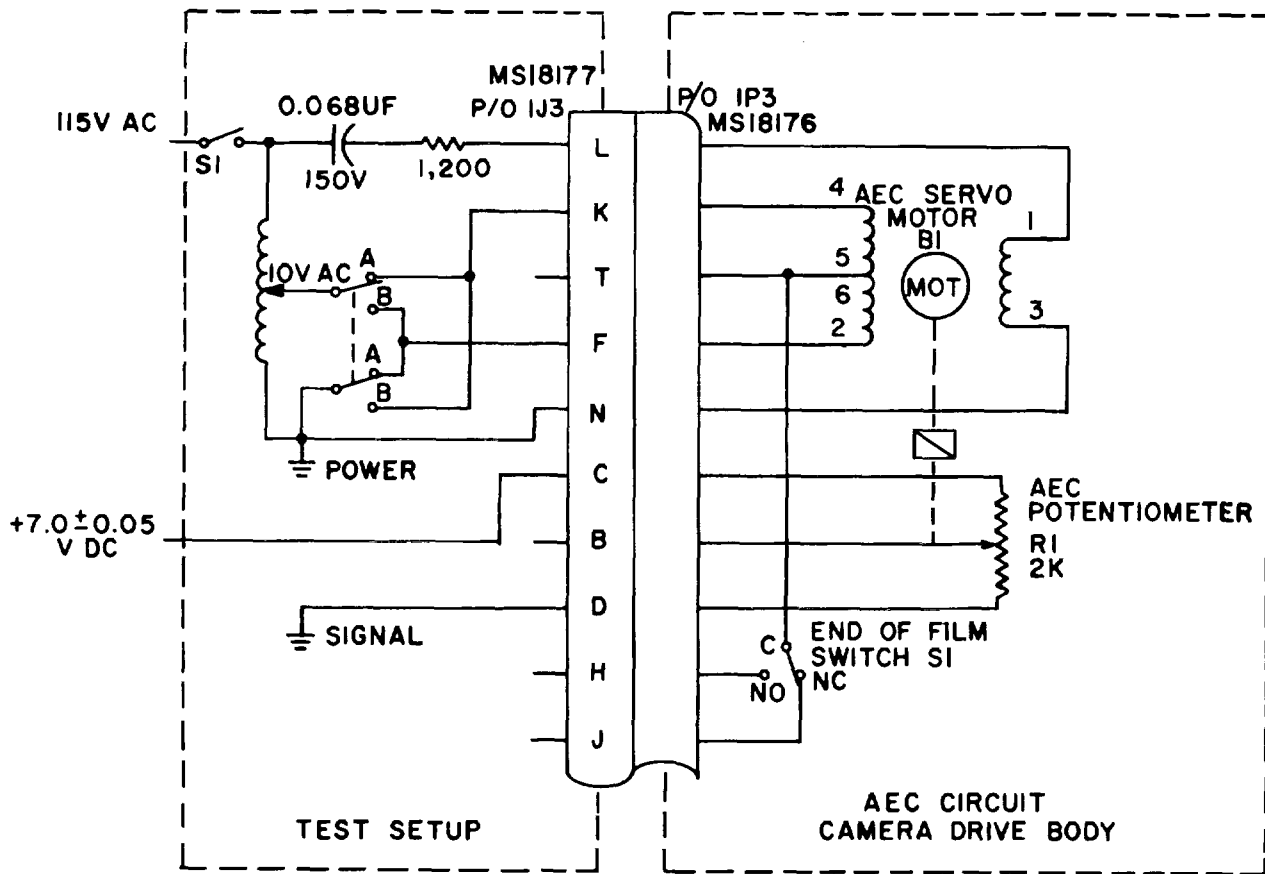 115V AC
S1
0.068UF
150V
1,200
MS18177
P/O 1J3
P/O 1P3
MS18176
10V AC
A
B
A
B
POWER
+7.0 ± 0.05
V DC
SIGNAL
L
K
T
F
N
C
B
D
H
J
4
5
6
2
AEC SERVO
MOTOR
B1
MOT
1
3
AEC
POTENTIOMETER
R1
2K
C
NO
NC
END OF FILM
SWITCH S1
TEST SETUP
AEC CIRCUIT
CAMERA DRIVE BODY